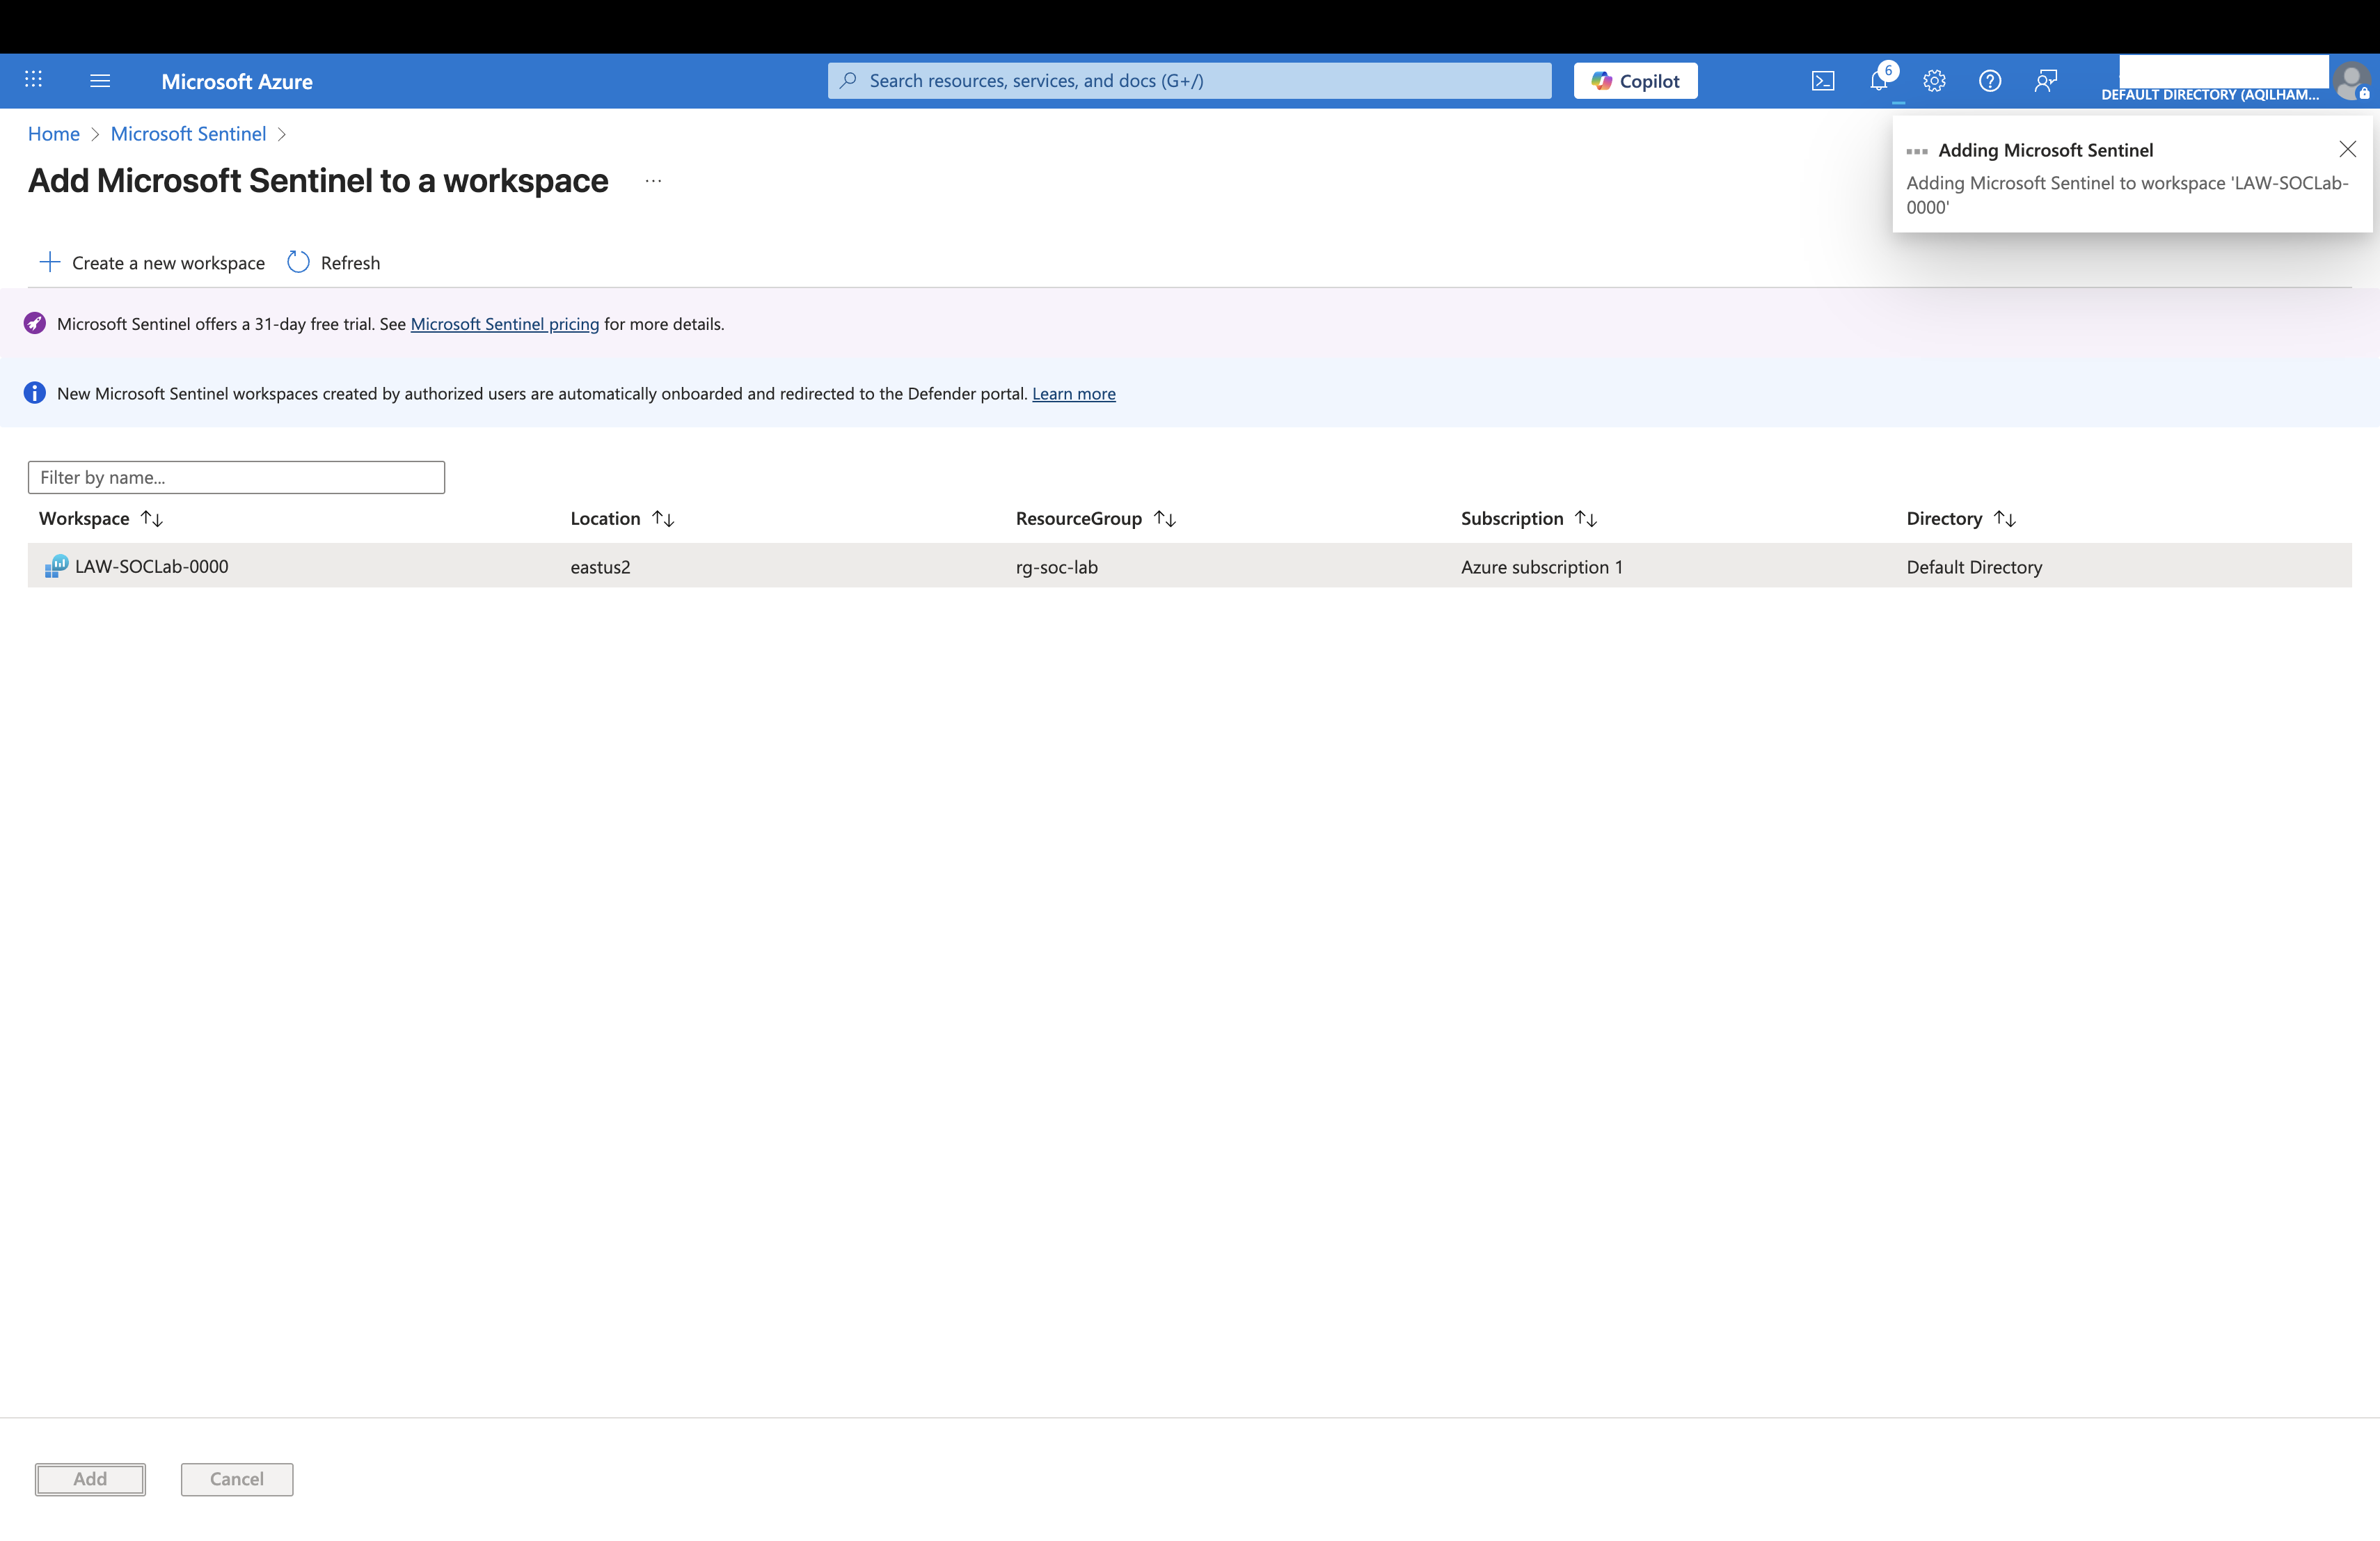 Microsoft Azure
Search resources, services, and docs (G+/)
Copilot
6
DEFAULT DIRECTORY (AQILHAM...
Home > Microsoft Sentinel >
Add Microsoft Sentinel to a workspace ...
Adding Microsoft Sentinel
Adding Microsoft Sentinel to workspace 'LAW-SOCLab-
0000'
Create a new workspace Refresh
Microsoft Sentinel offers a 31-day free trial. See Microsoft Sentinel pricing for more details.
New Microsoft Sentinel workspaces created by authorized users are automatically onboarded and redirected to the Defender portal. Learn more
Filter by name...
Workspace Location ResourceGroup Subscription Directory
LAW-SOCLab-0000 eastus2 rg-soc-lab Azure subscription 1 Default Directory
Add Cancel